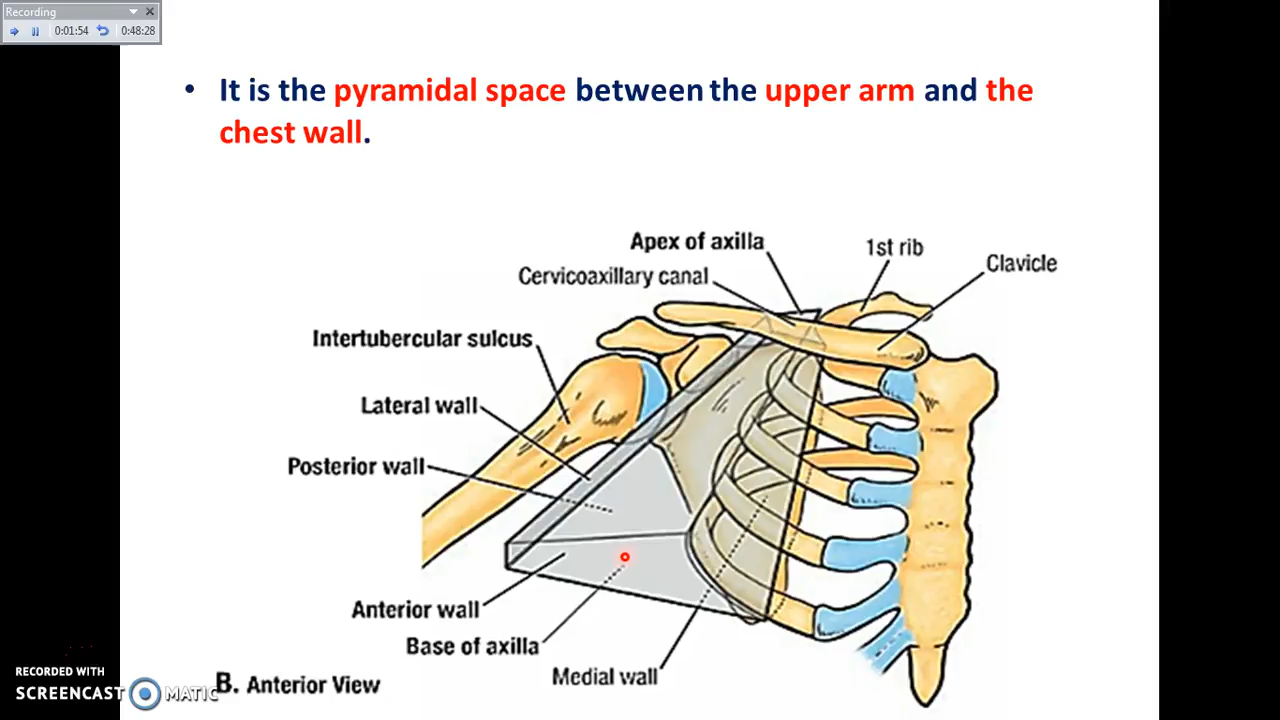 Recording
0:01:54 0:48:28
• It is the pyramidal space between the upper arm and the
chest wall.
Apex of axilla
1st rib
Clavicle
Cervicoaxillary canal
Intertubercular sulcus
Lateral wall
Posterior wall
Anterior wall
Base of axilla
Medial wall
B. Anterior View
RECORDED WITH
SCREENCAST MATIC